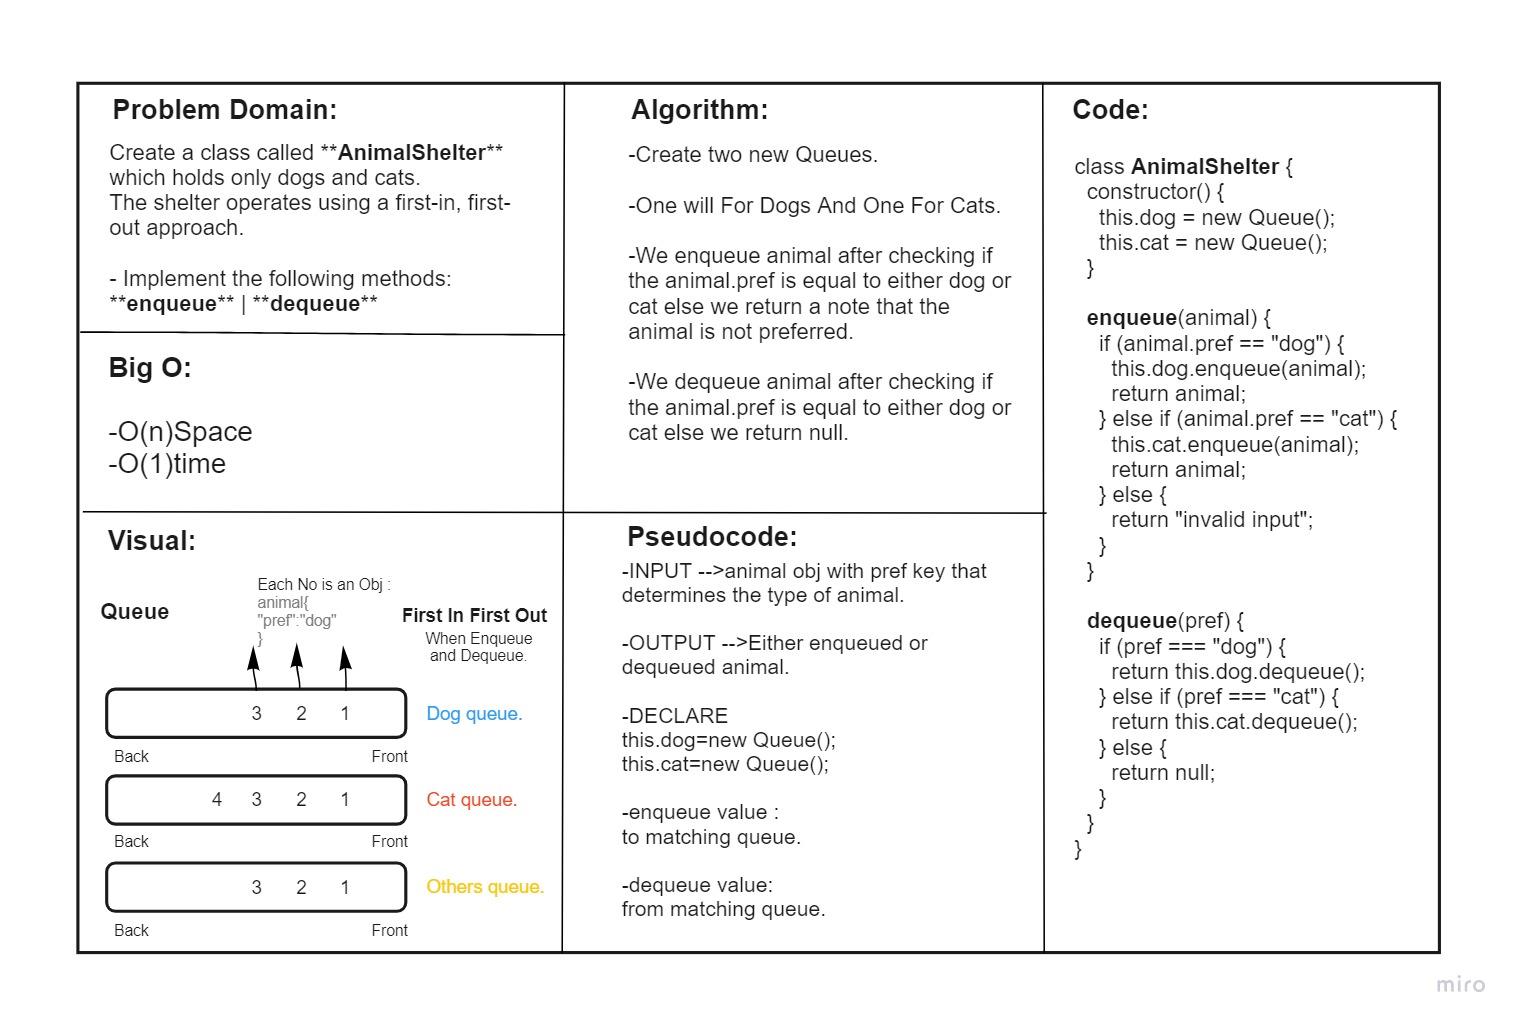 Problem Domain:
Create a class called **AnimalShelter**
which holds only dogs and cats.
The shelter operates using a first-in, first-
out approach.
- Implement the following methods:
**enqueue** | **dequeue**
Big O:
-O(n)Space
-O(1)time
Visual:
Each No is an Obj :
animal{
"pref":"dog"
}
Queue
First In First Out
When Enqueue
and Dequeue.
3 2 1
Dog queue.
Back Front
4 3 2 1
Cat queue.
Back Front
3 2 1
Others queue.
Back Front
Algorithm:
-Create two new Queues.
-One will For Dogs And One For Cats.
-We enqueue animal after checking if
the animal.pref is equal to either dog or
cat else we return a note that the
animal is not preferred.
-We dequeue animal after checking if
the animal.pref is equal to either dog or
cat else we return null.
Pseudocode:
-INPUT -->animal obj with pref key that
determines the type of animal.
-OUTPUT -->Either enqueued or
dequeued animal.
-DECLARE
this.dog=new Queue();
this.cat=new Queue();
-enqueue value :
to matching queue.
-dequeue value:
from matching queue.
Code:
class AnimalShelter {
constructor() {
this.dog = new Queue();
this.cat = new Queue();
}
enqueue(animal) {
if (animal.pref == "dog") {
this.dog.enqueue(animal);
return animal;
} else if (animal.pref == "cat") {
this.cat.enqueue(animal);
return animal;
} else {
return "invalid input";
}
}
dequeue(pref) {
if (pref === "dog") {
return this.dog.dequeue();
} else if (pref === "cat") {
return this.cat.dequeue();
} else {
return null;
}
}
}
miro